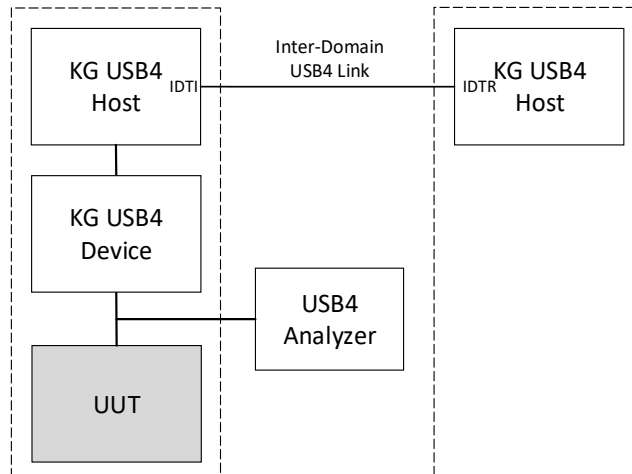 KG USB4
Host
IDTI
Inter-Domain
USB4 Link
IDTR
KG USB4
Host
KG USB4
Device
USB4
Analyzer
UUT